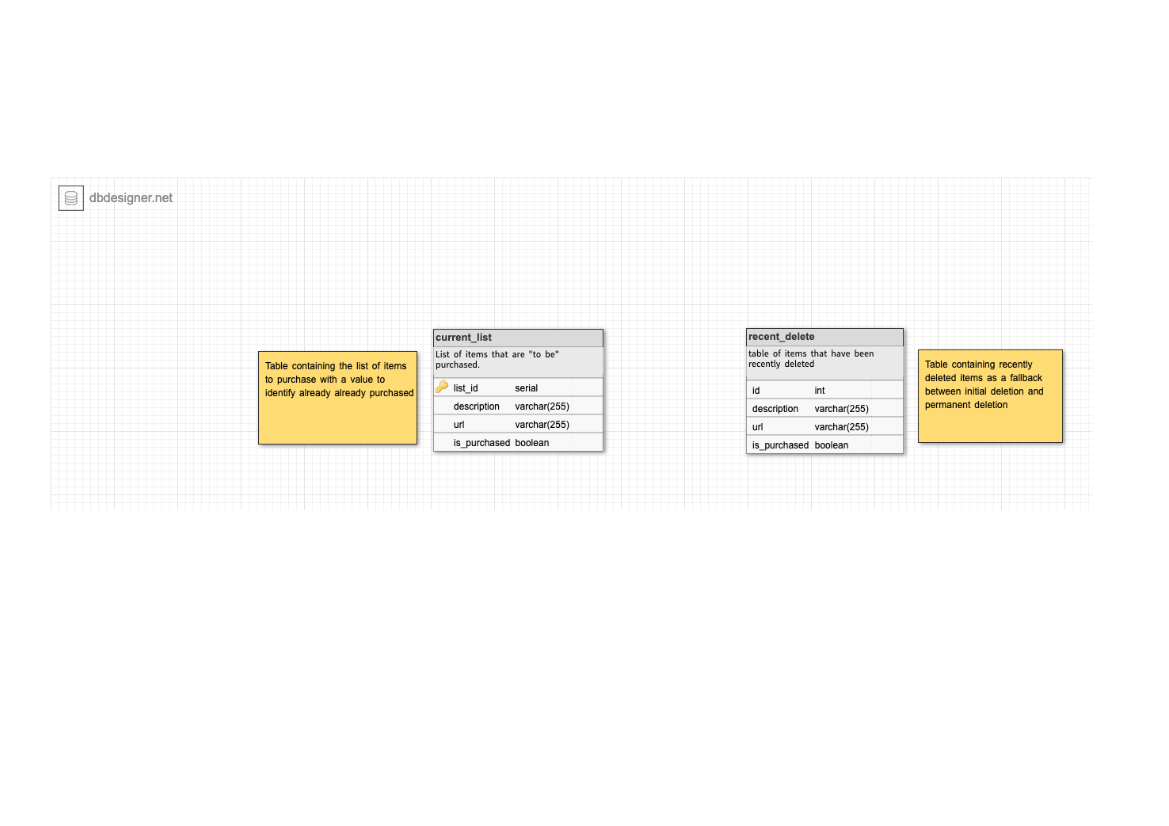 dbdesigner.net
Table containing the list of items
to purchase with a value to
identify already already purchased
current_list
List of items that are "to be"
purchased.
list_id serial
description varchar(255)
url varchar(255)
is_purchased boolean
recent_delete
table of items that have been
recently deleted
id int
description varchar(255)
url varchar(255)
is_purchased boolean
Table containing recently
deleted items as a fallback
between initial deletion and
permanent deletion